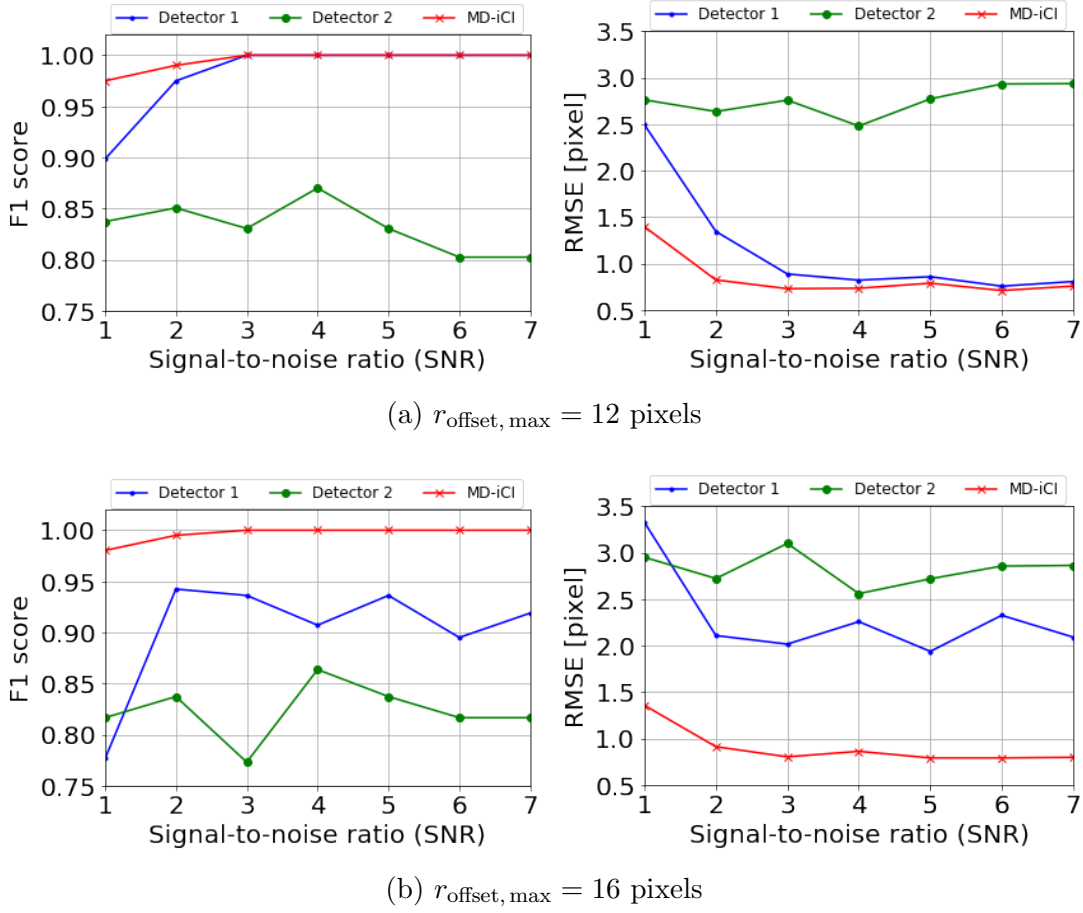 Detector 1 Detector 2 MD-iCI
1.00
0.95
0.90
0.85
0.80
0.75
F1 score
1 2 3 4 5 6 7
Signal-to-noise ratio (SNR)
Detector 1 Detector 2 MD-iCI
3.5
3.0
2.5
2.0
1.5
1.0
0.5
RMSE [pixel]
1 2 3 4 5 6 7
Signal-to-noise ratio (SNR)
(a) r_offset, max = 12 pixels
Detector 1 Detector 2 MD-iCI
1.00
0.95
0.90
0.85
0.80
0.75
F1 score
1 2 3 4 5 6 7
Signal-to-noise ratio (SNR)
Detector 1 Detector 2 MD-iCI
3.5
3.0
2.5
2.0
1.5
1.0
0.5
RMSE [pixel]
1 2 3 4 5 6 7
Signal-to-noise ratio (SNR)
(b) r_offset, max = 16 pixels